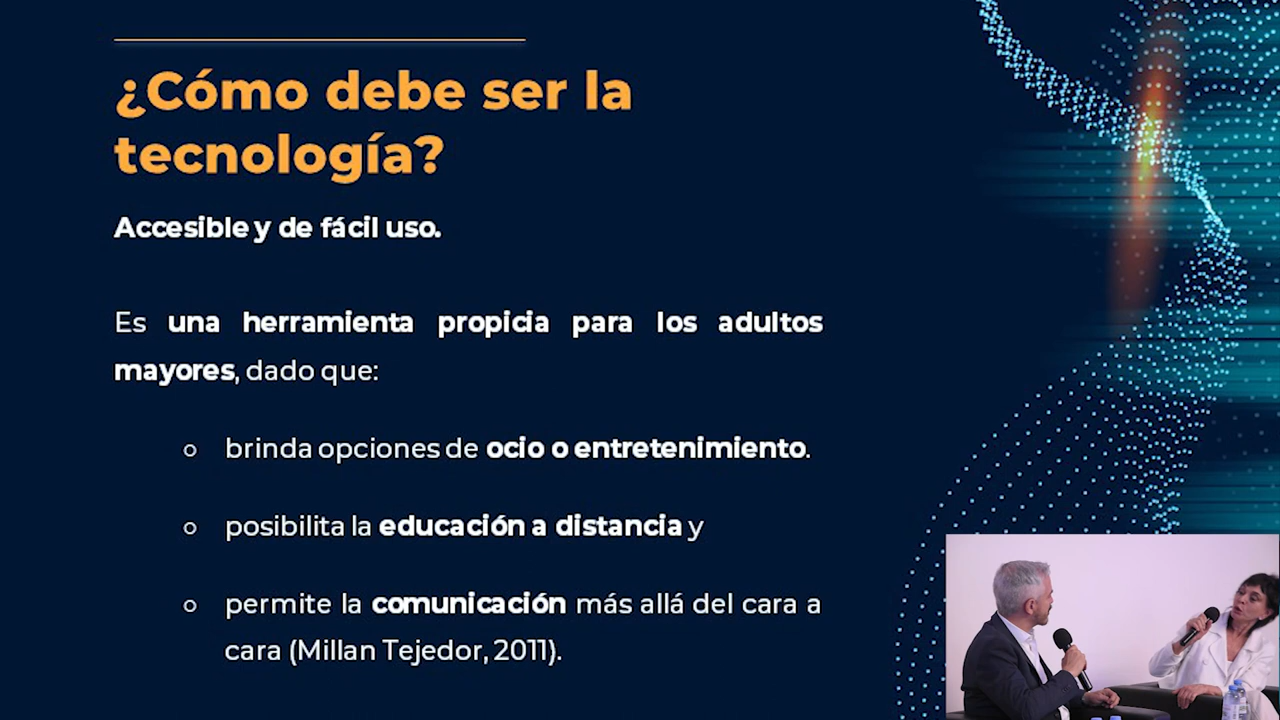 ¿Cómo debe ser la
tecnología?
Accesible y de fácil uso.
Es una herramienta propicia para los adultos
mayores, dado que:
brinda opciones de ocio o entretenimiento.
posibilita la educación a distancia y
permite la comunicación más allá del cara a
cara (Millan Tejedor, 2011).